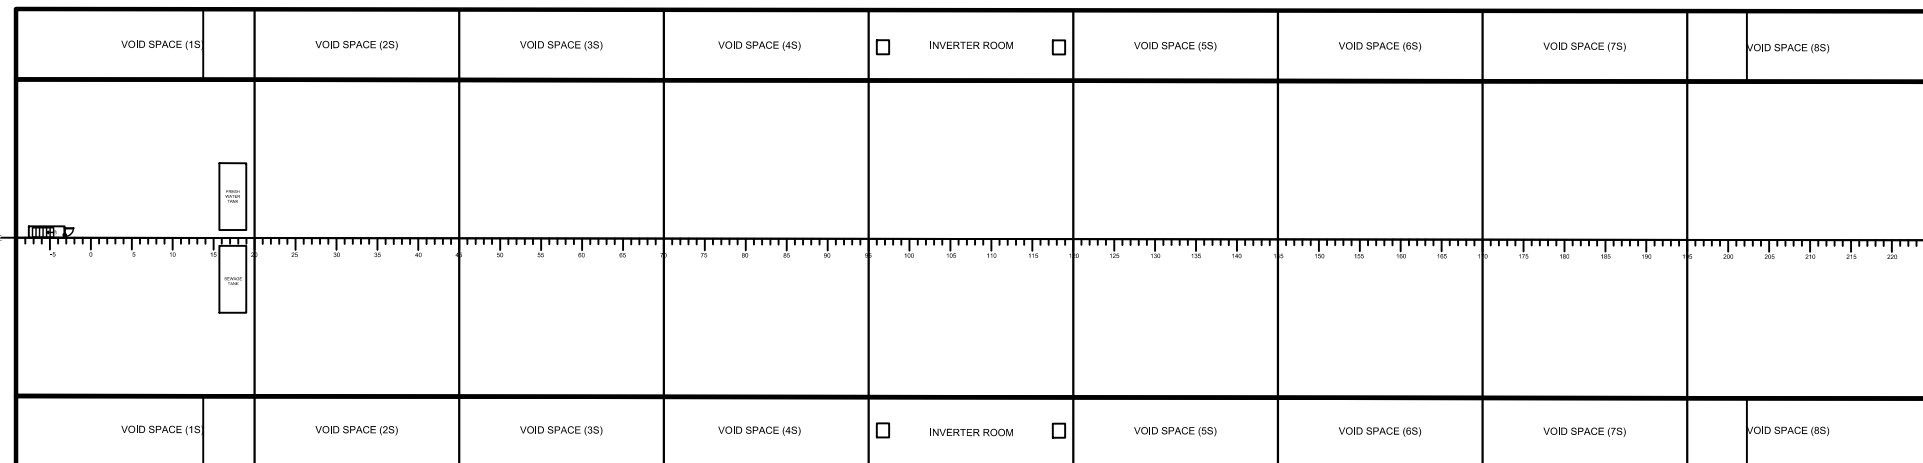 VOID SPACE (1S) VOID SPACE (2S) VOID SPACE (3S) VOID SPACE (4S) INVERTER ROOM VOID SPACE (5S) VOID SPACE (6S) VOID SPACE (7S) VOID SPACE (8S)
FRESH
WATER
TANK
-5 0 5 10 15 20 25 30 35 40 45 50 55 60 65 70 75 80 85 90 95 100 105 110 115 120 125 130 135 140 145 150 155 160 165 170 175 180 185 190 195 200 205 210 215 220
SEWAGE
TANK
VOID SPACE (1S) VOID SPACE (2S) VOID SPACE (3S) VOID SPACE (4S) INVERTER ROOM VOID SPACE (5S) VOID SPACE (6S) VOID SPACE (7S) VOID SPACE (8S)